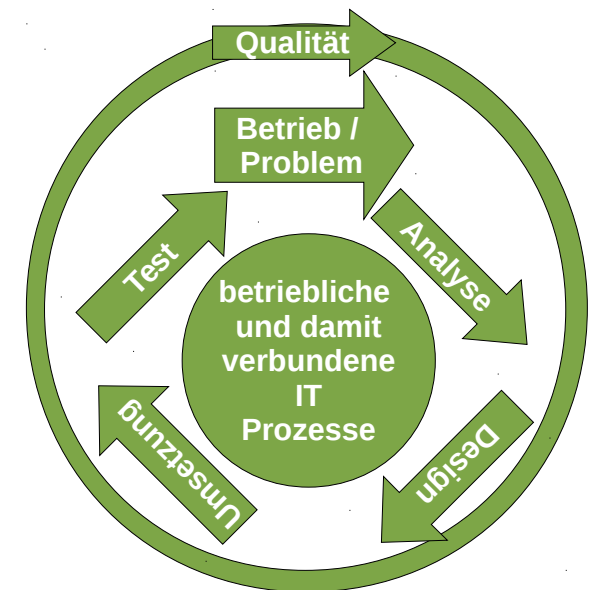 Qualität
Betrieb /
Problem
Analyse
Test
betriebliche
und damit
verbundene
IT
Prozesse
Design
Umsetzung